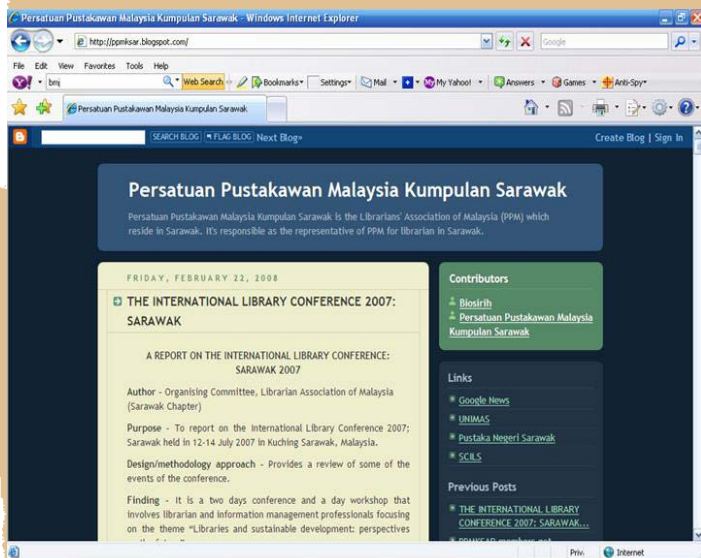 Persatuan Pustakawan Malaysia Kumpulan Sarawak - Windows Internet Explorer
http://ppmksar.blogspot.com/
Google
File Edit View Favorites Tools Help
Y! bmj Web Search Bookmarks Settings Mail My Yahoo! Answers Games Anti-Spy
Persatuan Pustakawan Malaysia Kumpulan Sarawak
SEARCH BLOG FLAG BLOG Next Blog» Create Blog | Sign In
Persatuan Pustakawan Malaysia Kumpulan Sarawak
Persatuan Pustakawan Malaysia Kumpulan Sarawak is the Librarians' Association of Malaysia (PPM) which
reside in Sarawak. It's responsible as the representative of PPM for librarian in Sarawak.
FRIDAY, FEBRUARY 22, 2008
THE INTERNATIONAL LIBRARY CONFERENCE 2007:
SARAWAK
A REPORT ON THE INTERNATIONAL LIBRARY CONFERENCE:
SARAWAK 2007
Author - Organising Committee, Librarian Association of Malaysia
(Sarawak Chapter)
Purpose - To report on the International Library Conference 2007;
Sarawak held in 12-14 July 2007 in Kuching Sarawak, Malaysia.
Design/methodology approach - Provides a review of some of the
events of the conference.
Finding - It is a two days conference and a day workshop that
involves librarian and information management professionals focusing
on the theme "Libraries and sustainable development: perspectives
Contributors
Biosirih
Persatuan Pustakawan Malaysia
Kumpulan Sarawak
Links
Google News
UNIMAS
Pustaka Negeri Sarawak
SCILS
Previous Posts
THE INTERNATIONAL LIBRARY
CONFERENCE 2007; SARAWAK...
Internet